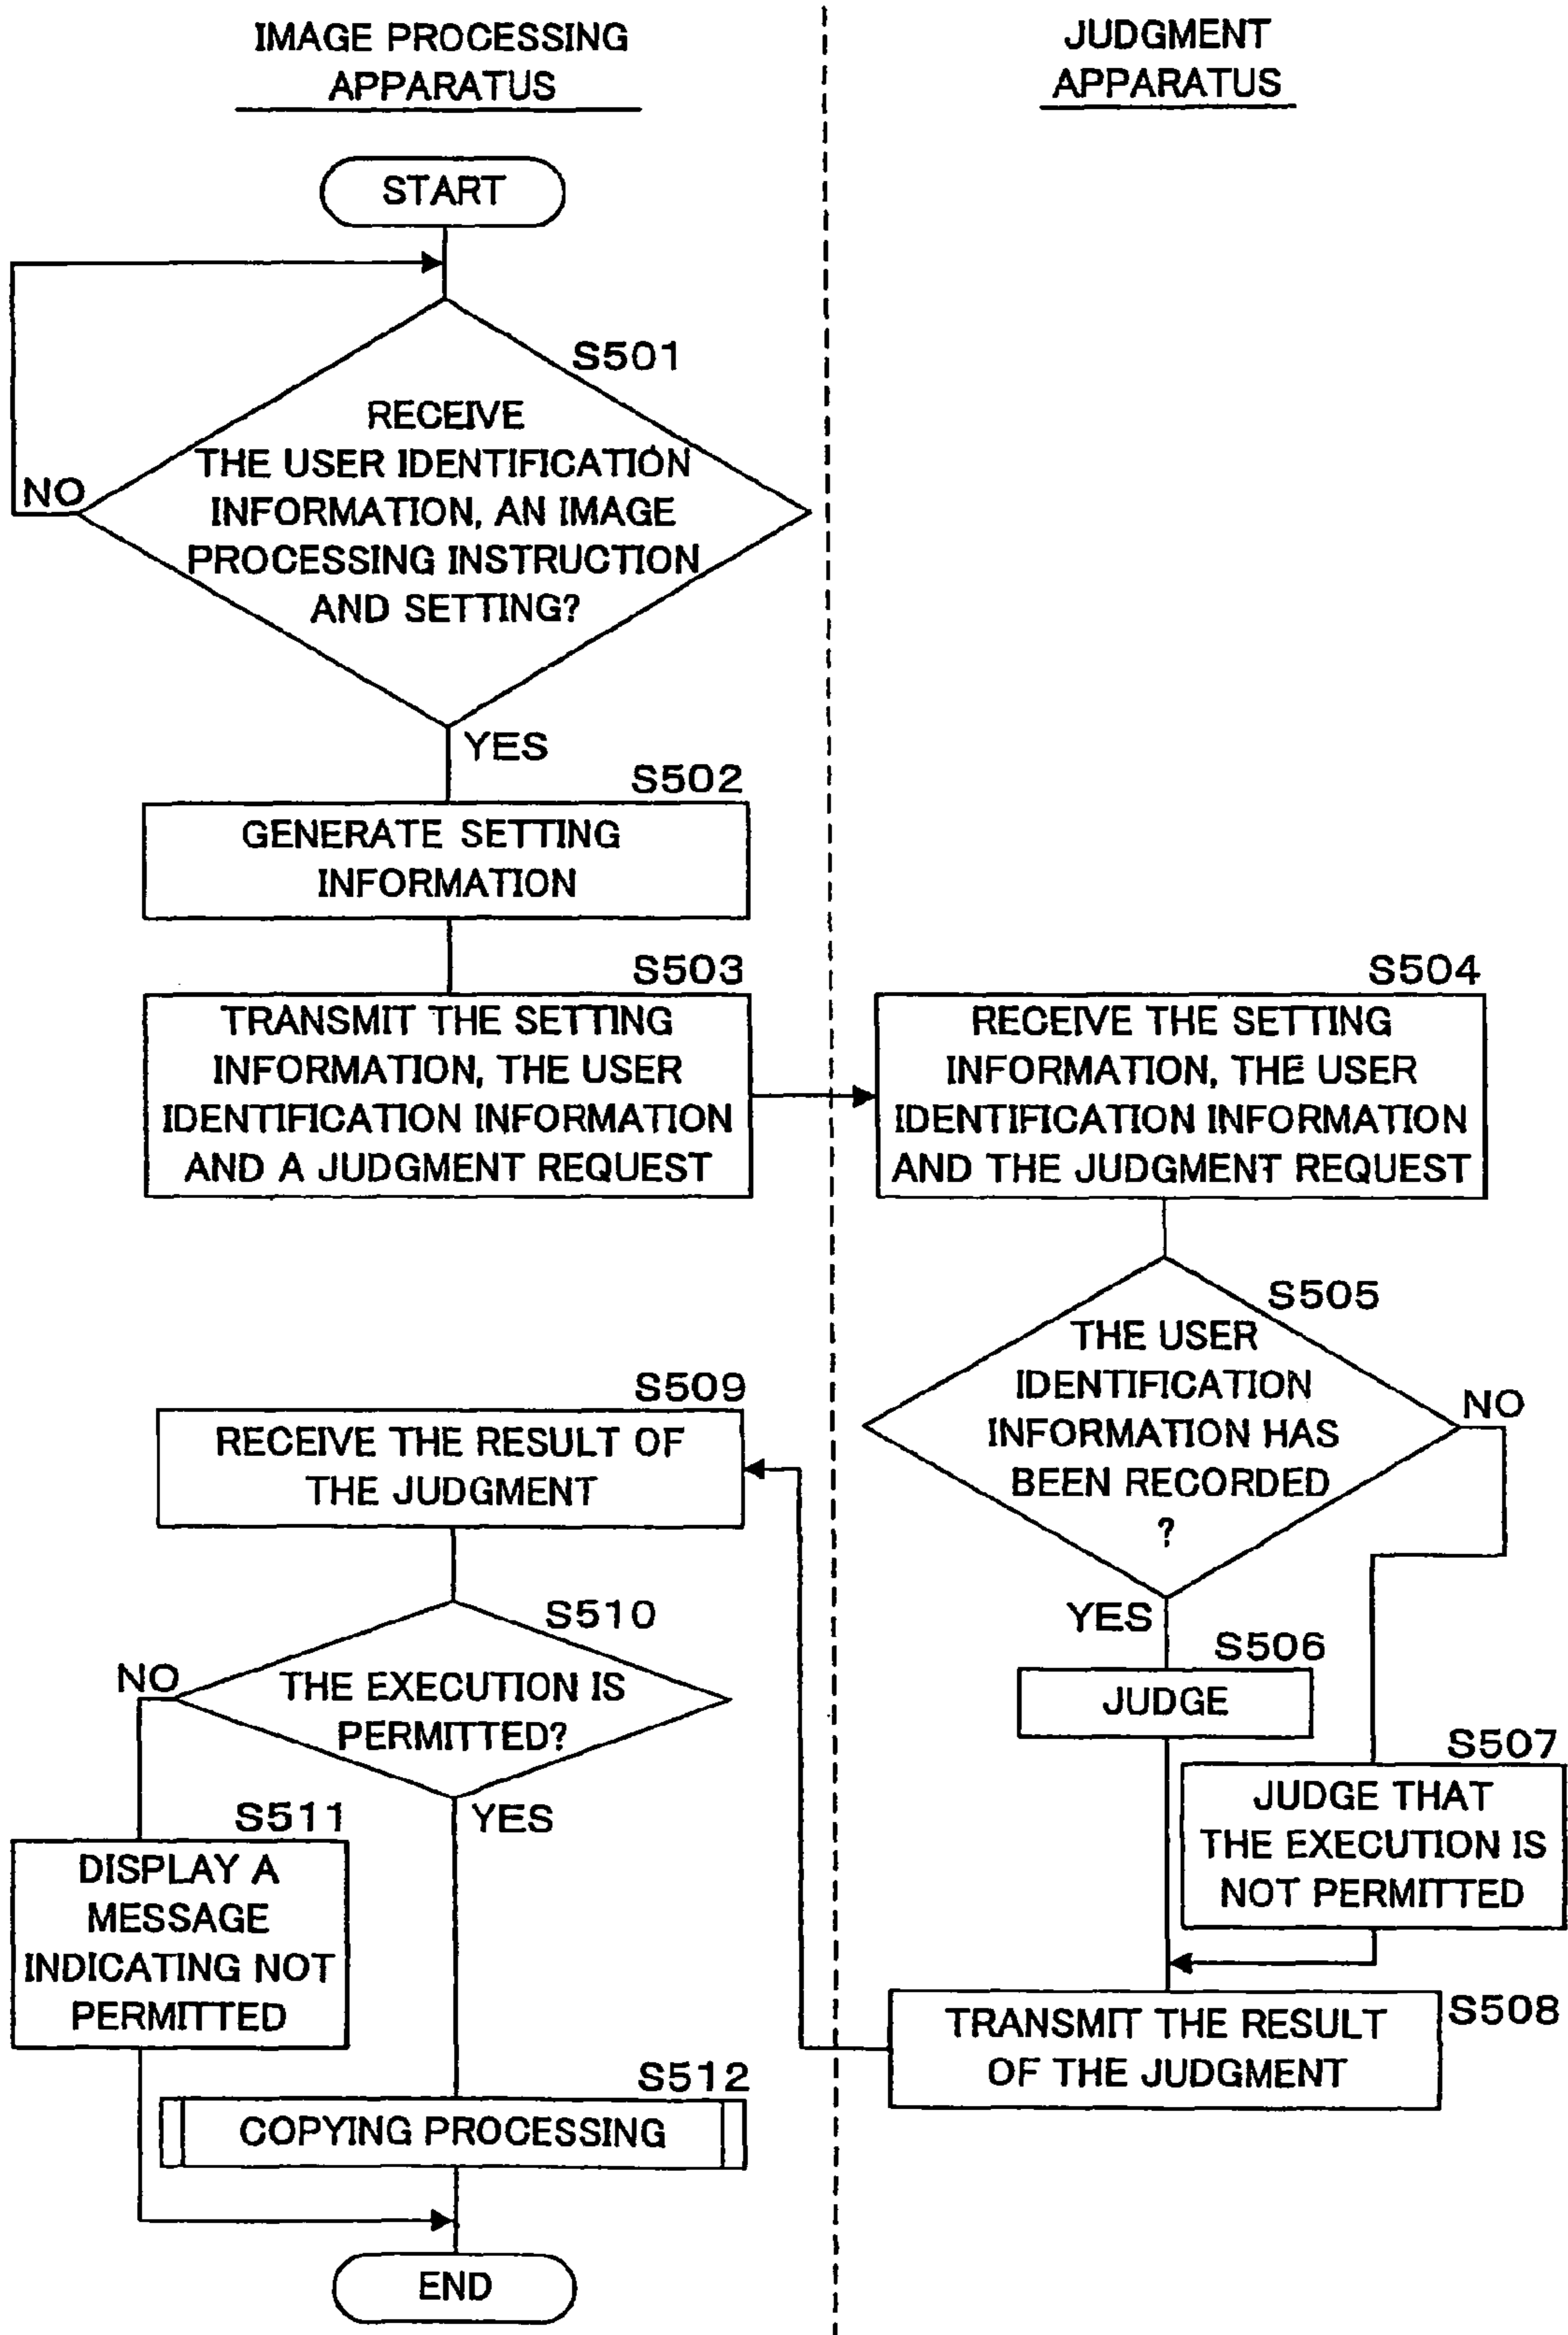 IMAGE PROCESSING
APPARATUS
JUDGMENT
APPARATUS
START
S501
RECEIVE
THE USER IDENTIFICATION
INFORMATION, AN IMAGE
PROCESSING INSTRUCTION
AND SETTING?
NO
YES
S502
GENERATE SETTING
INFORMATION
S503
TRANSMIT THE SETTING
INFORMATION, THE USER
IDENTIFICATION INFORMATION
AND A JUDGMENT REQUEST
S504
RECEIVE THE SETTING
INFORMATION, THE USER
IDENTIFICATION INFORMATION
AND THE JUDGMENT REQUEST
S505
THE USER
IDENTIFICATION
INFORMATION HAS
BEEN RECORDED
?
NO
YES
S506
JUDGE
S507
JUDGE THAT
THE EXECUTION IS
NOT PERMITTED
S508
TRANSMIT THE RESULT
OF THE JUDGMENT
S509
RECEIVE THE RESULT OF
THE JUDGMENT
S510
THE EXECUTION IS
PERMITTED?
NO
YES
S511
DISPLAY A
MESSAGE
INDICATING NOT
PERMITTED
S512
COPYING PROCESSING
END